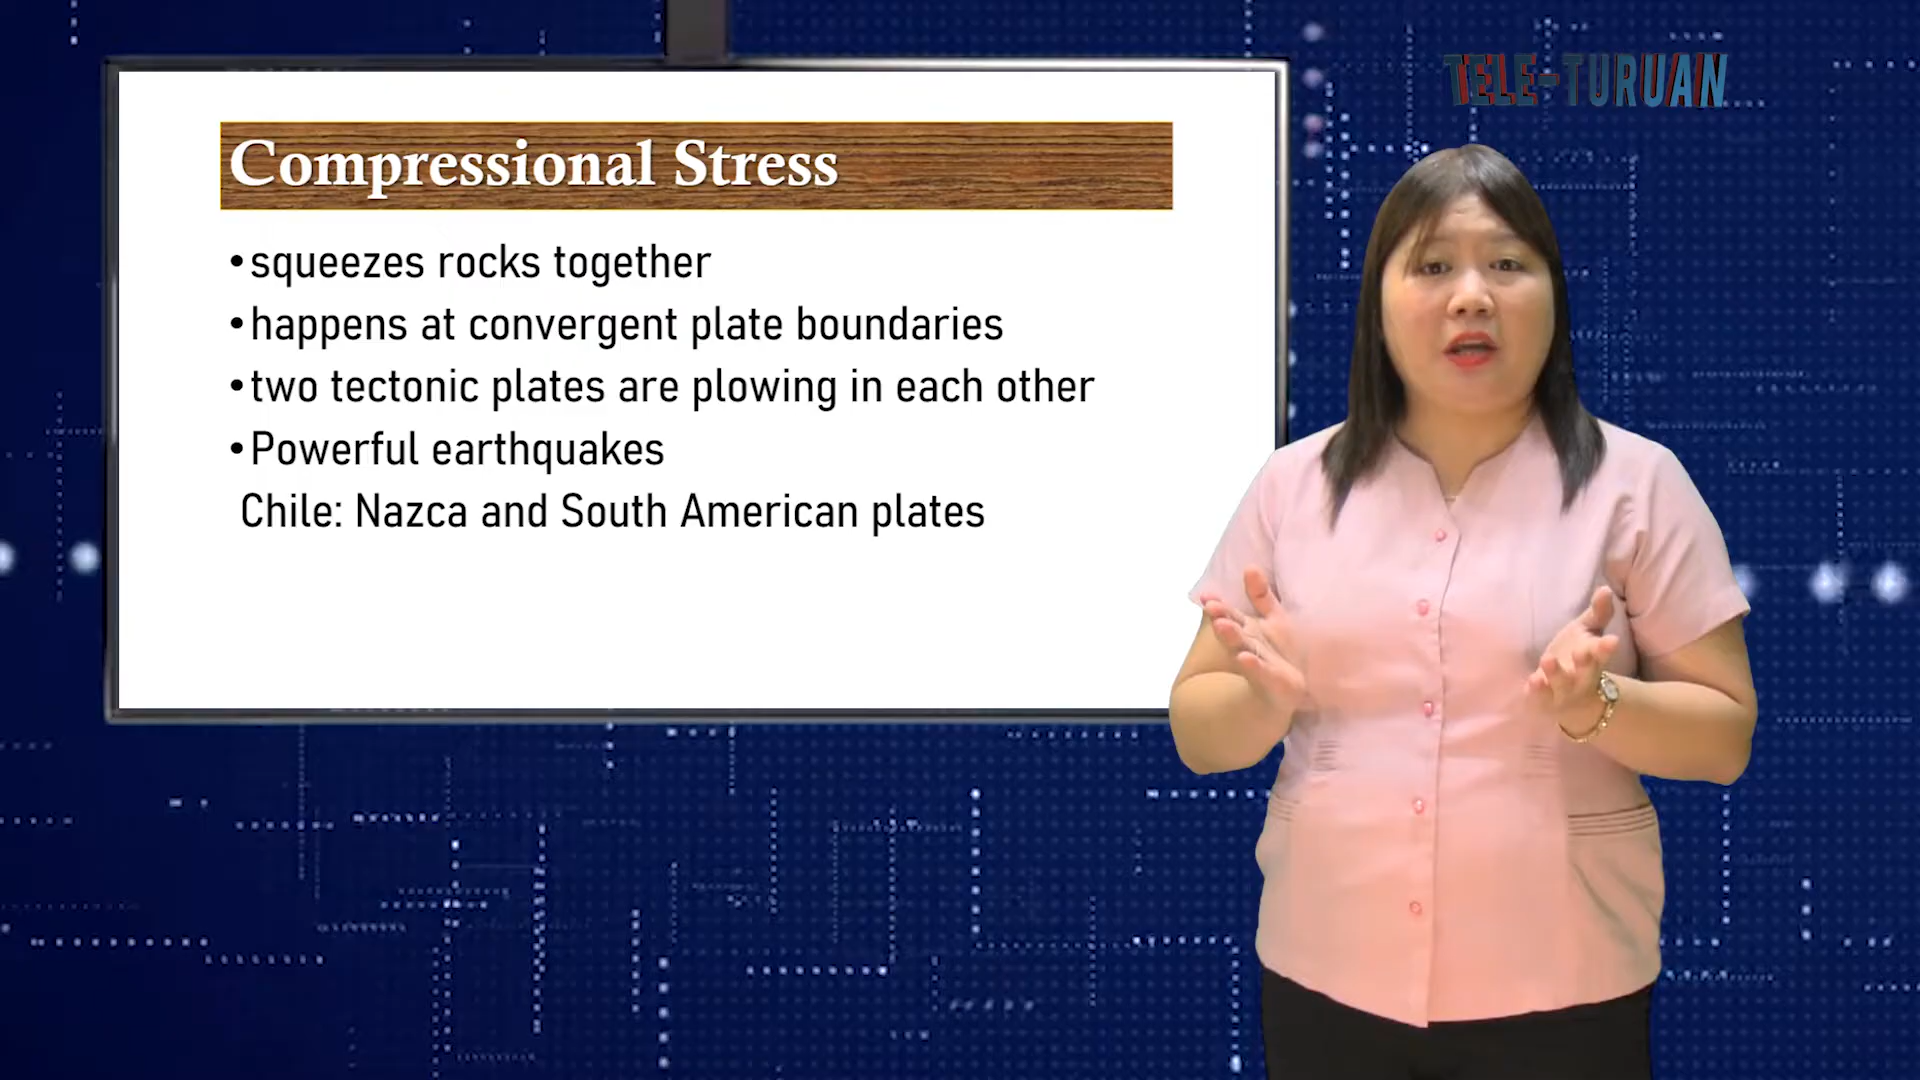 TELE-TURUAN
Compressional Stress
•squeezes rocks together
•happens at convergent plate boundaries
•two tectonic plates are plowing in each other
•Powerful earthquakes
Chile: Nazca and South American plates